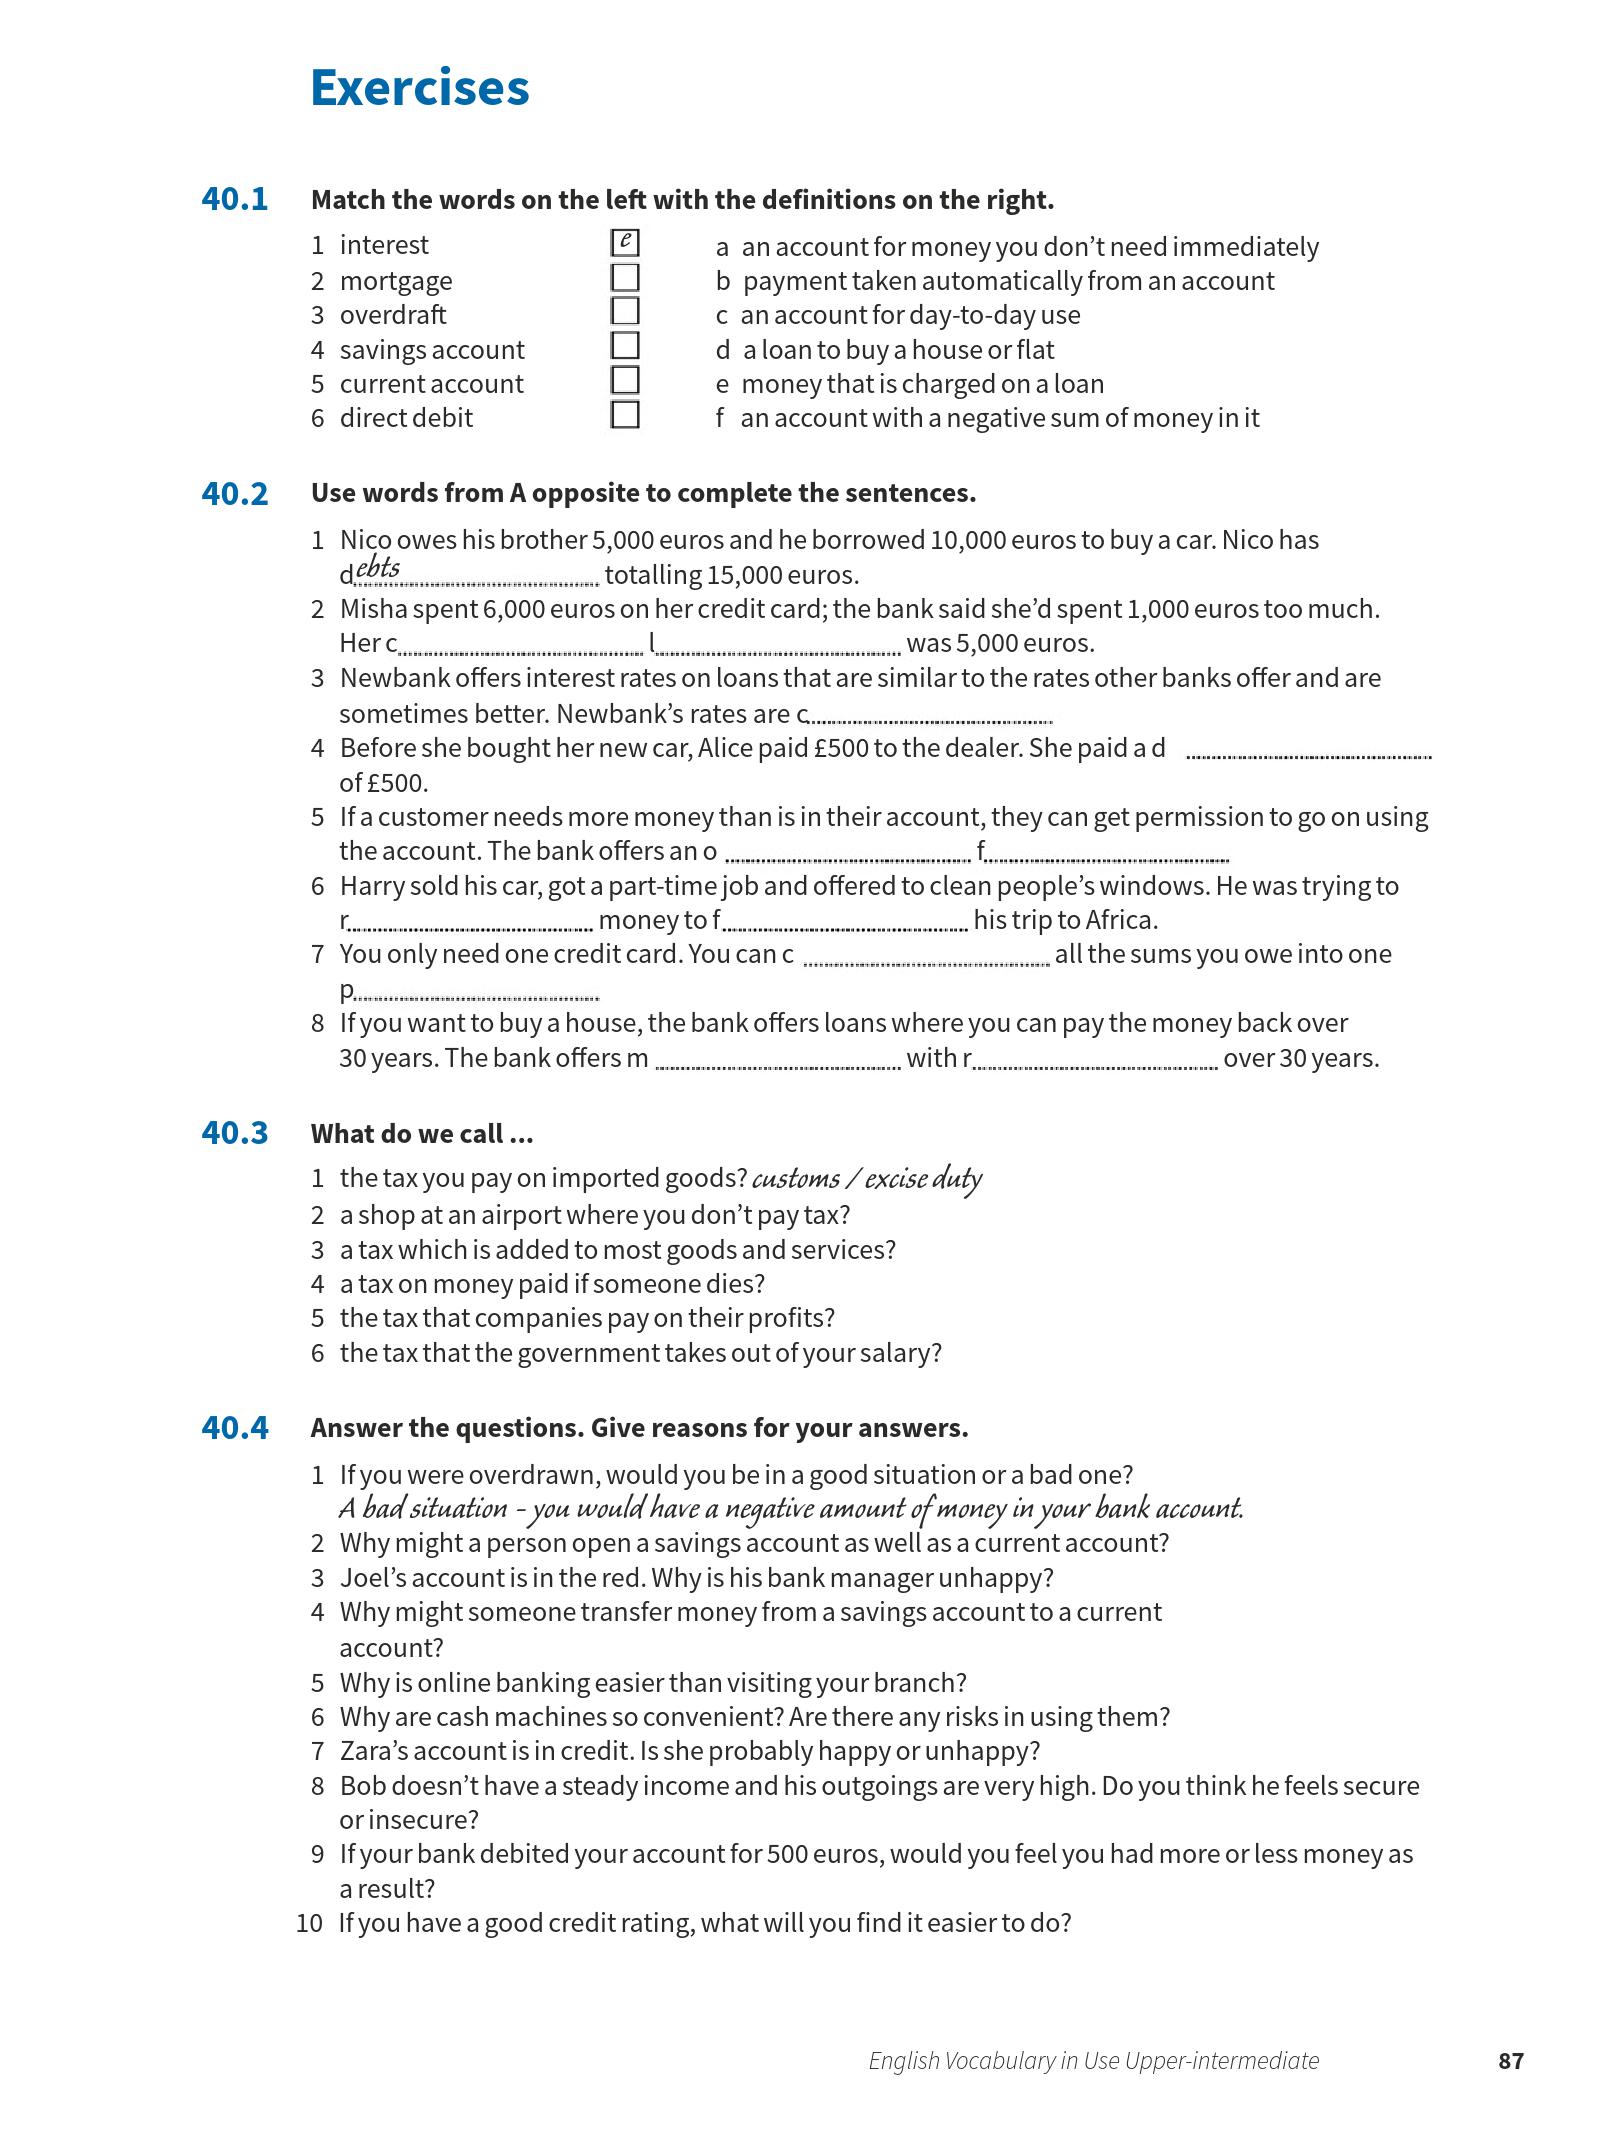 Exercises
40.1 Match the words on the left with the definitions on the right.
1 interest e a an account for money you don't need immediately
2 mortgage b payment taken automatically from an account
3 overdraft c an account for day-to-day use
4 savings account d a loan to buy a house or flat
5 current account e money that is charged on a loan
6 direct debit f an account with a negative sum of money in it
40.2 Use words from A opposite to complete the sentences.
1 Nico owes his brother 5,000 euros and he borrowed 10,000 euros to buy a car. Nico has
debts totalling 15,000 euros.
2 Misha spent 6,000 euros on her credit card; the bank said she'd spent 1,000 euros too much.
Her c l was 5,000 euros.
3 Newbank offers interest rates on loans that are similar to the rates other banks offer and are
sometimes better. Newbank's rates are c
4 Before she bought her new car, Alice paid £500 to the dealer. She paid a d
of £500.
5 If a customer needs more money than is in their account, they can get permission to go on using
the account. The bank offers an o f
6 Harry sold his car, got a part-time job and offered to clean people's windows. He was trying to
r money to f his trip to Africa.
7 You only need one credit card. You can c all the sums you owe into one
p
8 If you want to buy a house, the bank offers loans where you can pay the money back over
30 years. The bank offers m with r over 30 years.
40.3 What do we call ...
1 the tax you pay on imported goods? customs / excise duty
2 a shop at an airport where you don't pay tax?
3 a tax which is added to most goods and services?
4 a tax on money paid if someone dies?
5 the tax that companies pay on their profits?
6 the tax that the government takes out of your salary?
40.4 Answer the questions. Give reasons for your answers.
1 If you were overdrawn, would you be in a good situation or a bad one?
A bad situation - you would have a negative amount of money in your bank account.
2 Why might a person open a savings account as well as a current account?
3 Joel's account is in the red. Why is his bank manager unhappy?
4 Why might someone transfer money from a savings account to a current
account?
5 Why is online banking easier than visiting your branch?
6 Why are cash machines so convenient? Are there any risks in using them?
7 Zara's account is in credit. Is she probably happy or unhappy?
8 Bob doesn't have a steady income and his outgoings are very high. Do you think he feels secure
or insecure?
9 If your bank debited your account for 500 euros, would you feel you had more or less money as
a result?
10 If you have a good credit rating, what will you find it easier to do?
English Vocabulary in Use Upper-intermediate 87